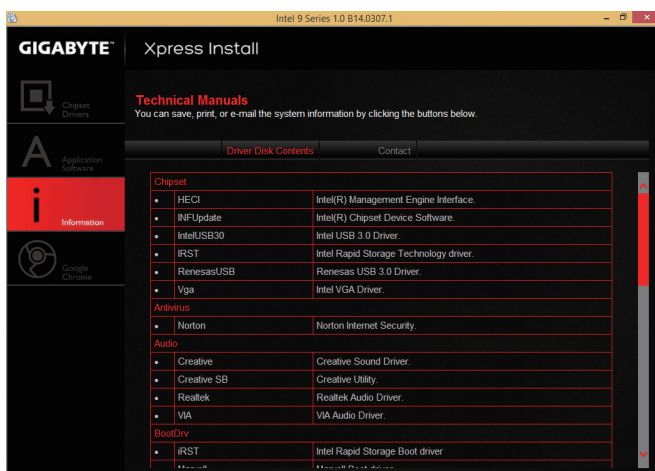 Intel 9 Series 1.0 B14.0307.1
GIGABYTE™ Xpress Install
Chipset
Drivers
Application
Software
Information
Google
Chrome
Technical Manuals
You can save, print, or e-mail the system information by clicking the buttons below.
Driver Disk Contents Contact
Chipset
• HECI Intel(R) Management Engine Interface.
• INFUpdate Intel(R) Chipset Device Software.
• IntelUSB30 Intel USB 3.0 Driver.
• IRST Intel Rapid Storage Technology driver.
• RenesasUSB Renesas USB 3.0 Driver.
• Vga Intel VGA Driver.
Antivirus
• Norton Norton Internet Security.
Audio
• Creative Creative Sound Driver.
• Creative SB Creative Utility.
• Realtek Realtek Audio Driver.
• VIA VIA Audio Driver.
BootDrv
• iRST Intel Rapid Storage Boot driver